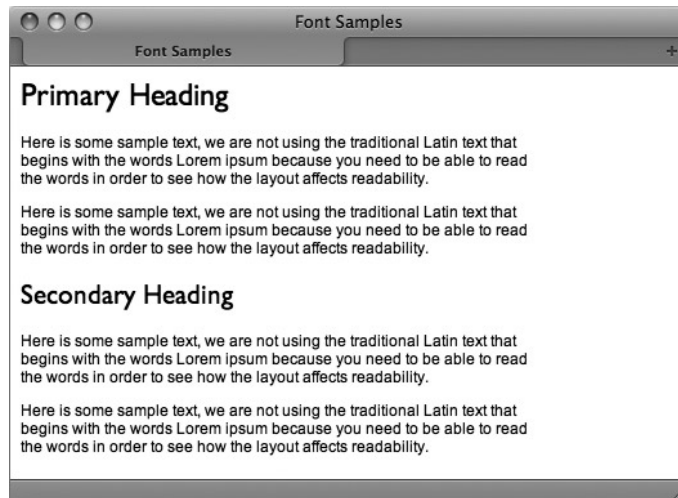 Font Samples
Font Samples +
Primary Heading
Here is some sample text, we are not using the traditional Latin text that
begins with the words Lorem ipsum because you need to be able to read
the words in order to see how the layout affects readability.
Here is some sample text, we are not using the traditional Latin text that
begins with the words Lorem ipsum because you need to be able to read
the words in order to see how the layout affects readability.
Secondary Heading
Here is some sample text, we are not using the traditional Latin text that
begins with the words Lorem ipsum because you need to be able to read
the words in order to see how the layout affects readability.
Here is some sample text, we are not using the traditional Latin text that
begins with the words Lorem ipsum because you need to be able to read
the words in order to see how the layout affects readability.